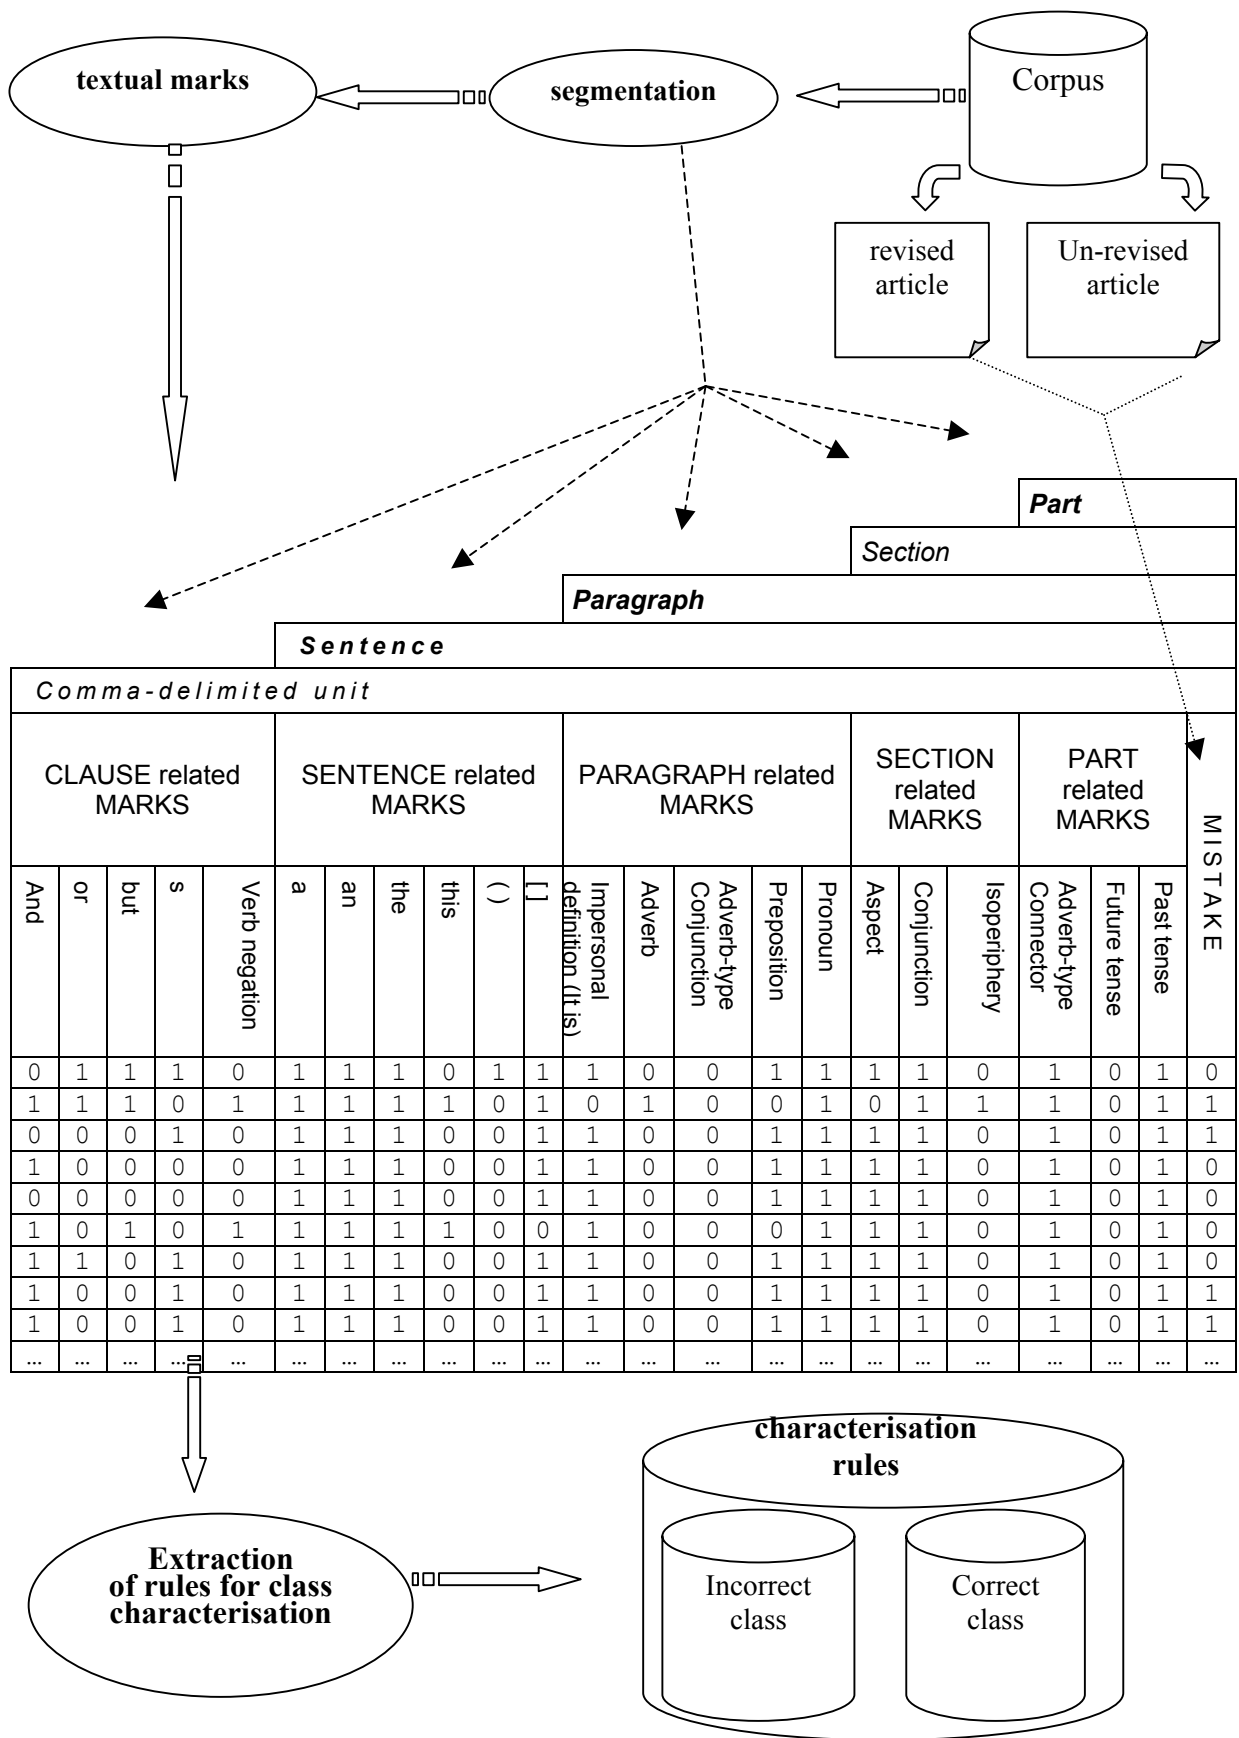 textual marks
segmentation
Corpus
revised
article
Un-revised
article
Part
Section
Paragraph
Sentence
Comma-delimited unit
CLAUSE related
MARKS
SENTENCE related
MARKS
PARAGRAPH related
MARKS
SECTION
related
MARKS
PART
related
MARKS
MISTAKE
And
or
but
s
Verb negation
a
an
the
this
( )
[ ]
Impersonal
definition (It is)
Adverb
Adverb-type
Conjunction
Preposition
Pronoun
Aspect
Conjunction
Isoperiphery
Adverb-type
Connector
Future tense
Past tense
0 1 1 1 0 1 1 1 0 1 1 1 0 0 1 1 1 1 0 1 0 1 0
1 1 1 0 1 1 1 1 1 0 1 0 1 0 0 1 0 1 1 1 0 1 1
0 0 0 1 0 1 1 1 0 0 1 1 0 0 1 1 1 1 0 1 0 1 1
1 0 0 0 0 1 1 1 0 0 1 1 0 0 1 1 1 1 0 1 0 1 0
0 0 0 0 0 1 1 1 0 0 1 1 0 0 1 1 1 1 0 1 0 1 0
1 0 1 0 1 1 1 1 1 0 0 1 0 0 0 1 1 1 0 1 0 1 0
1 1 0 1 0 1 1 1 0 0 1 1 0 0 1 1 1 1 0 1 0 1 0
1 0 0 1 0 1 1 1 0 0 1 1 0 0 1 1 1 1 0 1 0 1 1
1 0 0 1 0 1 1 1 0 0 1 1 0 0 1 1 1 1 0 1 0 1 1
... ... ... ... ... ... ... ... ... ... ... ... ... ... ... ... ... ... ... ... ... ... ...
characterisation
rules
Extraction
of rules for class
characterisation
Incorrect
class
Correct
class